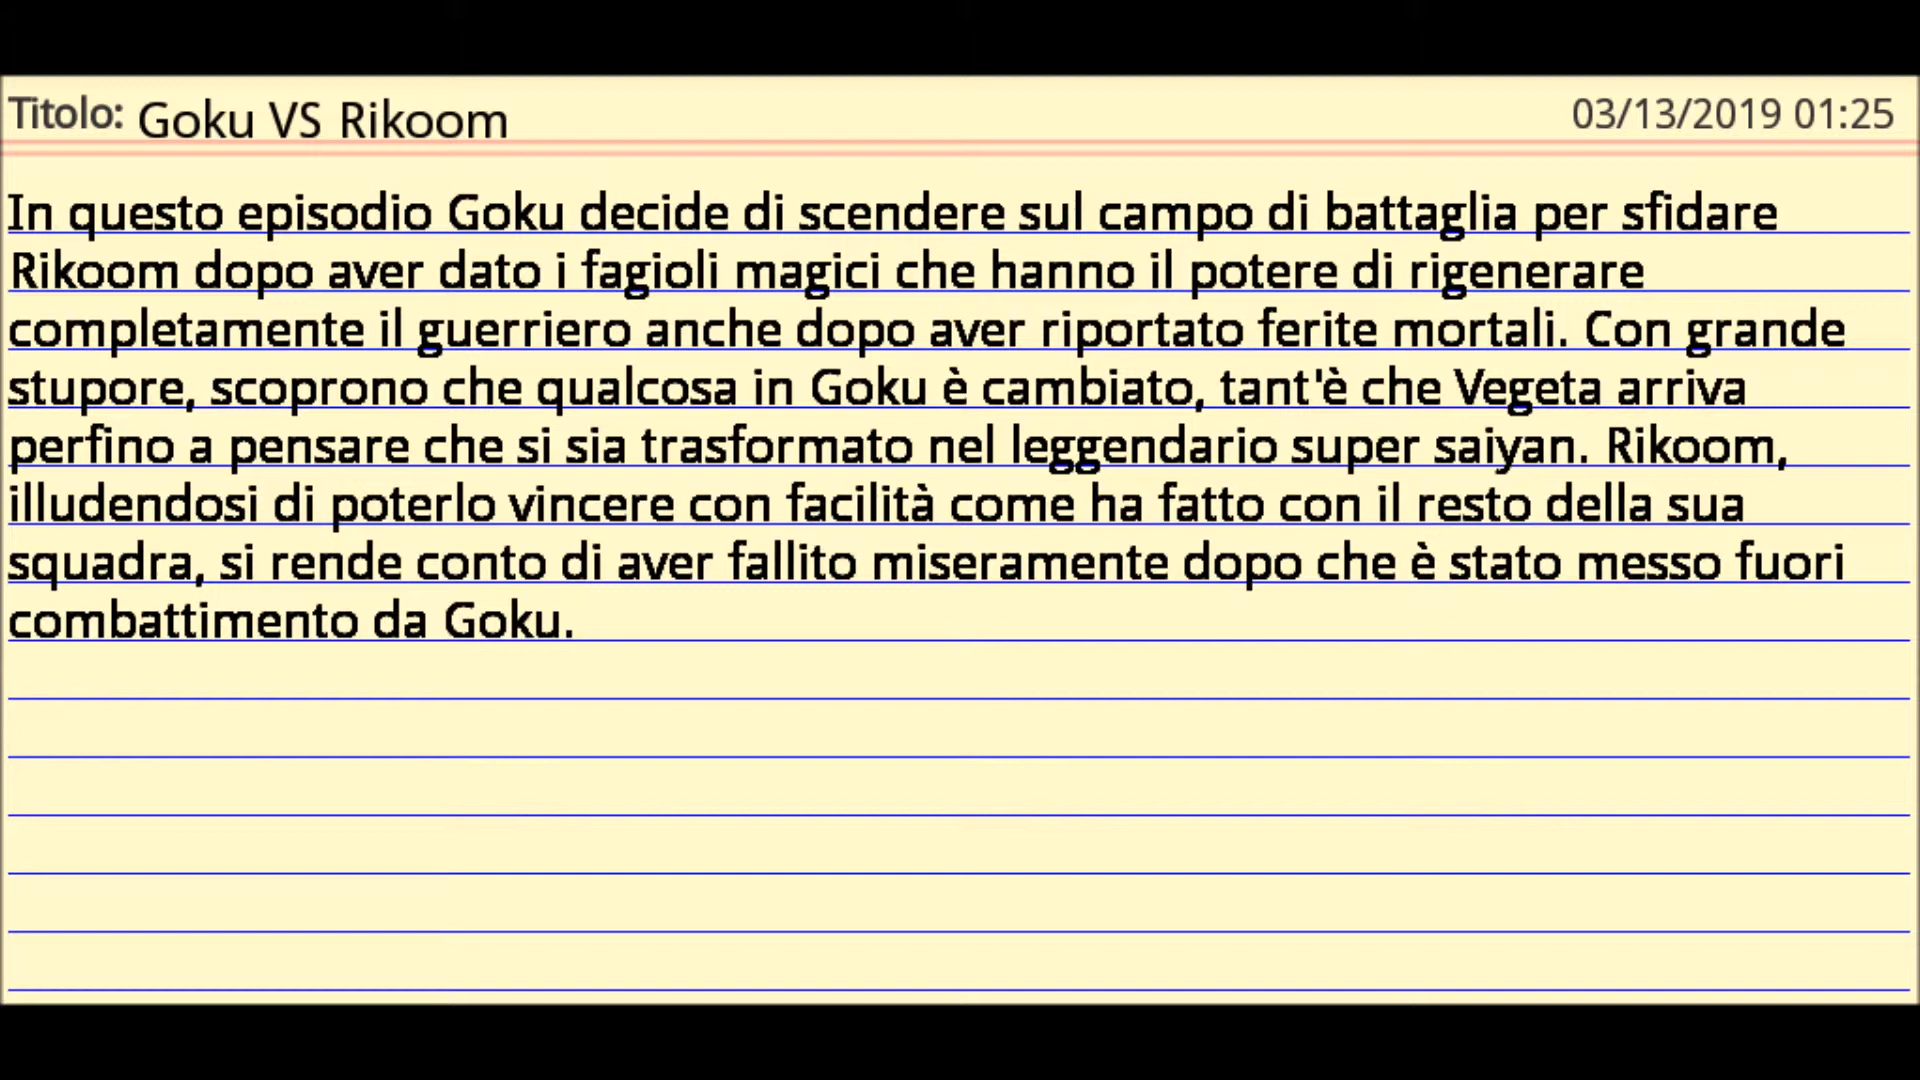 Titolo: Goku VS Rikoom 03/13/2019 01:25
In questo episodio Goku decide di scendere sul campo di battaglia per sfidare
Rikoom dopo aver dato i fagioli magici che hanno il potere di rigenerare
completamente il guerriero anche dopo aver riportato ferite mortali. Con grande
stupore, scoprono che qualcosa in Goku è cambiato, tant'è che Vegeta arriva
perfino a pensare che si sia trasformato nel leggendario super saiyan. Rikoom,
illudendosi di poterlo vincere con facilità come ha fatto con il resto della sua
squadra, si rende conto di aver fallito miseramente dopo che è stato messo fuori
combattimento da Goku.